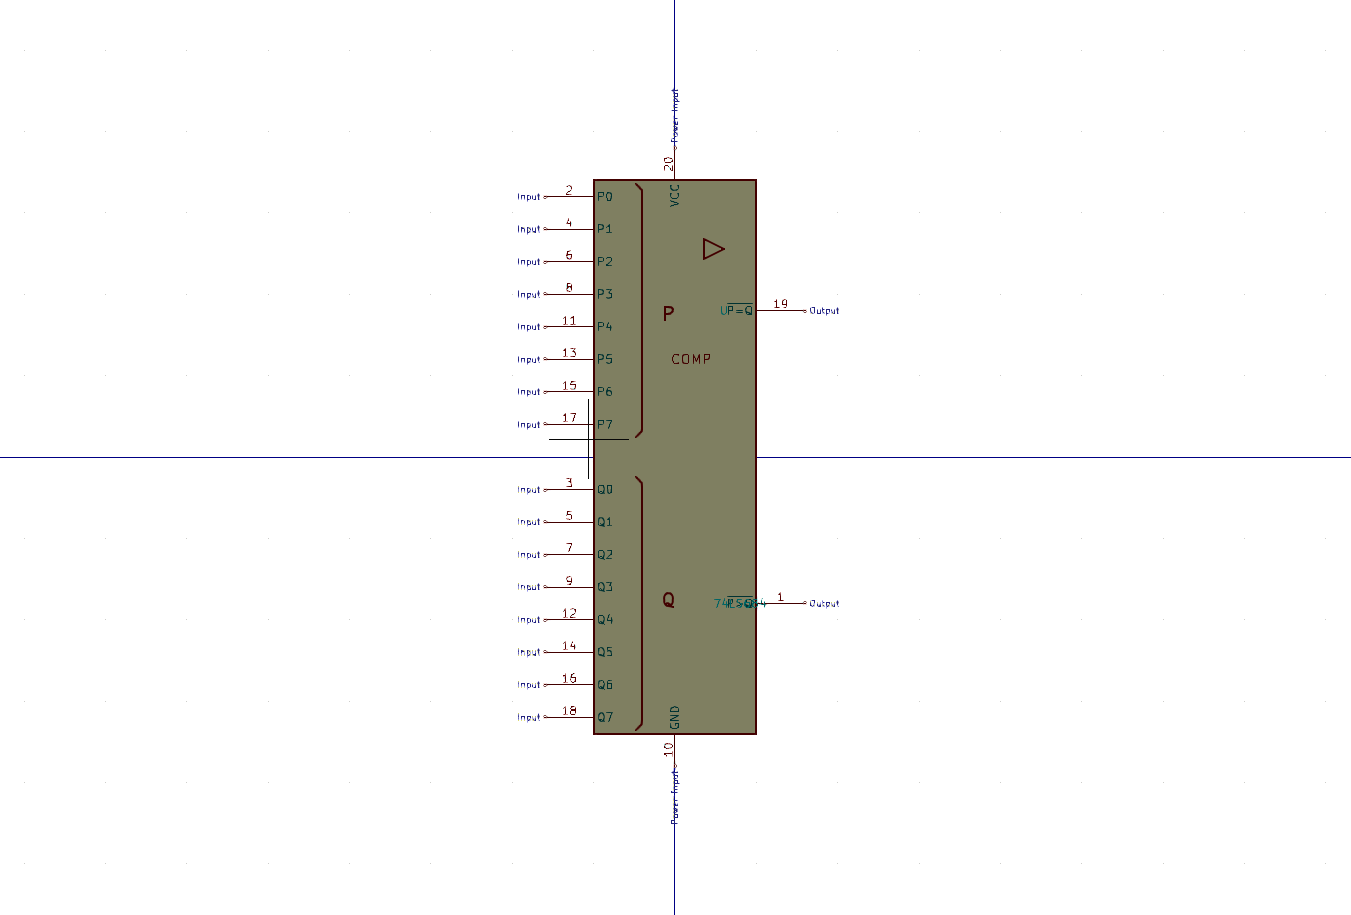 Power Input
20
VCC
Input 2 P0
Input 4 P1
Input 6 P2
Input 8 P3
P
P=Q 19 Output
Input 11 P4
Input 13 P5
COMP
Input 15 P6
Input 17 P7
Input 3 Q0
Input 5 Q1
Input 7 Q2
Input 9 Q3
Q
1 Output
Input 12 Q4
Input 14 Q5
Input 16 Q6
Input 18 Q7
GND
10
Power Input